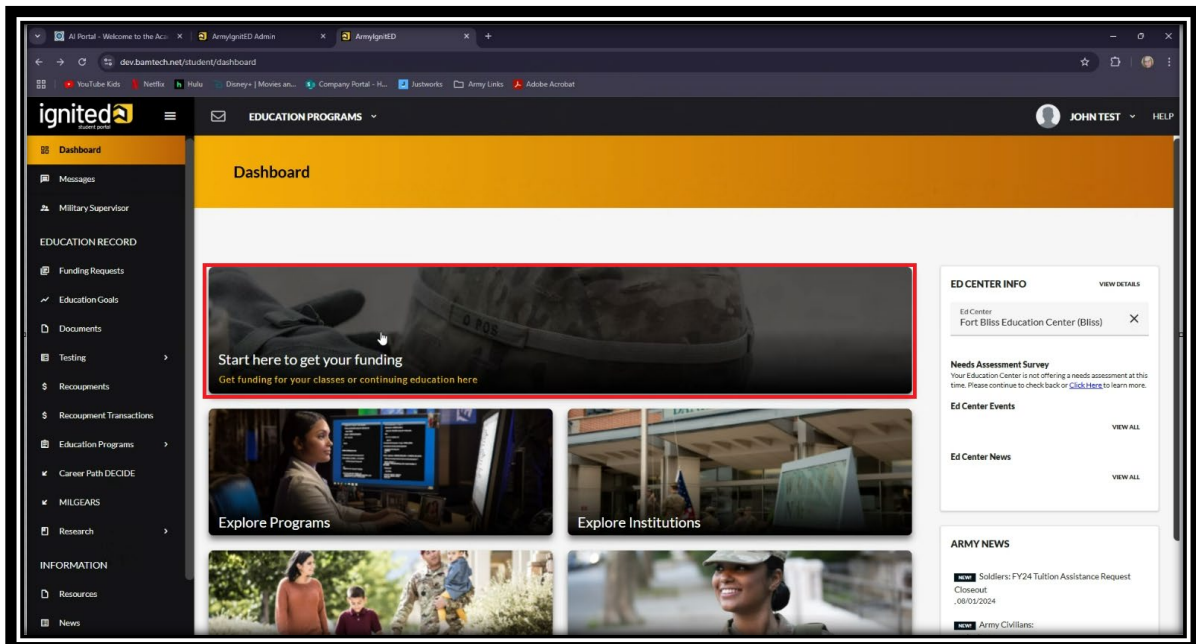 AI Portal - Welcome to the Aca
ArmyIgnitED Admin
ArmyIgnitED
dev.bamtech.net/student/dashboard
YouTube Kids
Netflix
Hulu
Disney+ | Movies an...
Company Portal - H...
Justworks
Army Links
Adobe Acrobat
ignited
student portal
EDUCATION PROGRAMS
JOHN TEST
HELP
Dashboard
Messages
Military Supervisor
EDUCATION RECORD
Funding Requests
Education Goals
Documents
Testing
Recoupments
Recoupment Transactions
Education Programs
Career Path DECIDE
MILGEARS
Research
INFORMATION
Resources
News
Dashboard
O POS
Start here to get your funding
Get funding for your classes or continuing education here
Explore Programs
Explore Institutions
ED CENTER INFO
VIEW DETAILS
Ed Center
Fort Bliss Education Center (Bliss)
Needs Assessment Survey
Your Education Center is not offering a needs assessment at this
time. Please continue to check back or Click Here to learn more.
Ed Center Events
VIEW ALL
Ed Center News
VIEW ALL
ARMY NEWS
NEW! Soldiers: FY24 Tuition Assistance Request
Closeout
, 08/01/2024
NEW! Army Civilians: